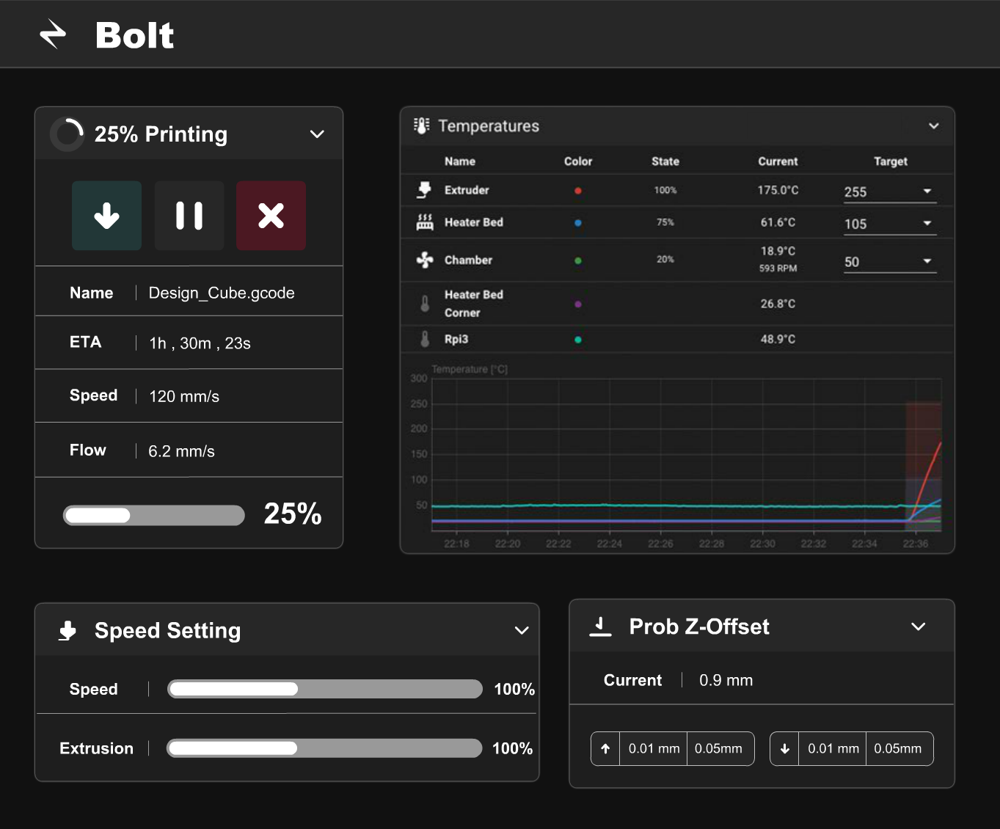 Bolt
25% Printing
Name Design_Cube.gcode
ETA 1h , 30m , 23s
Speed 120 mm/s
Flow 6.2 mm/s
25%
Temperatures
Name Color State Current Target
Extruder 100% 175.0°C 255
Heater Bed 75% 61.6°C 105
Chamber 20% 18.9°C 50
593 RPM
Heater Bed
Corner 26.8°C
Rpi3 48.9°C
Temperature [°C]
300
250
200
150
100
50
22:18 22:20 22:22 22:24 22:26 22:28 22:30 22:32 22:34 22:36
Speed Setting
Speed 100%
Extrusion 100%
Prob Z-Offset
Current 0.9 mm
0.01 mm 0.05mm 0.01 mm 0.05mm